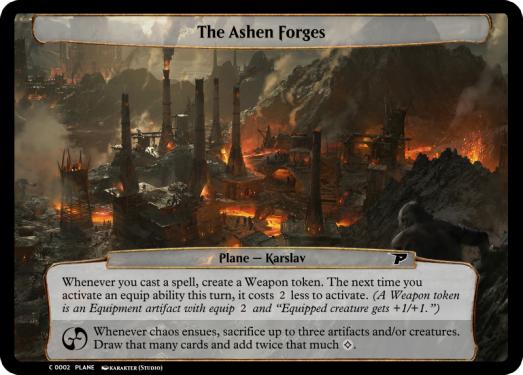 The Ashen Forges
Plane — Karslav
Whenever you cast a spell, create a Weapon token. The next time you
activate an equip ability this turn, it costs 2 less to activate. (A Weapon token
is an Equipment artifact with equip 2 and “Equipped creature gets +1/+1.”)
Whenever chaos ensues, sacrifice up to three artifacts and/or creatures.
Draw that many cards and add twice that much .
C 0002 PLANE KARAKTER (STUDIO)